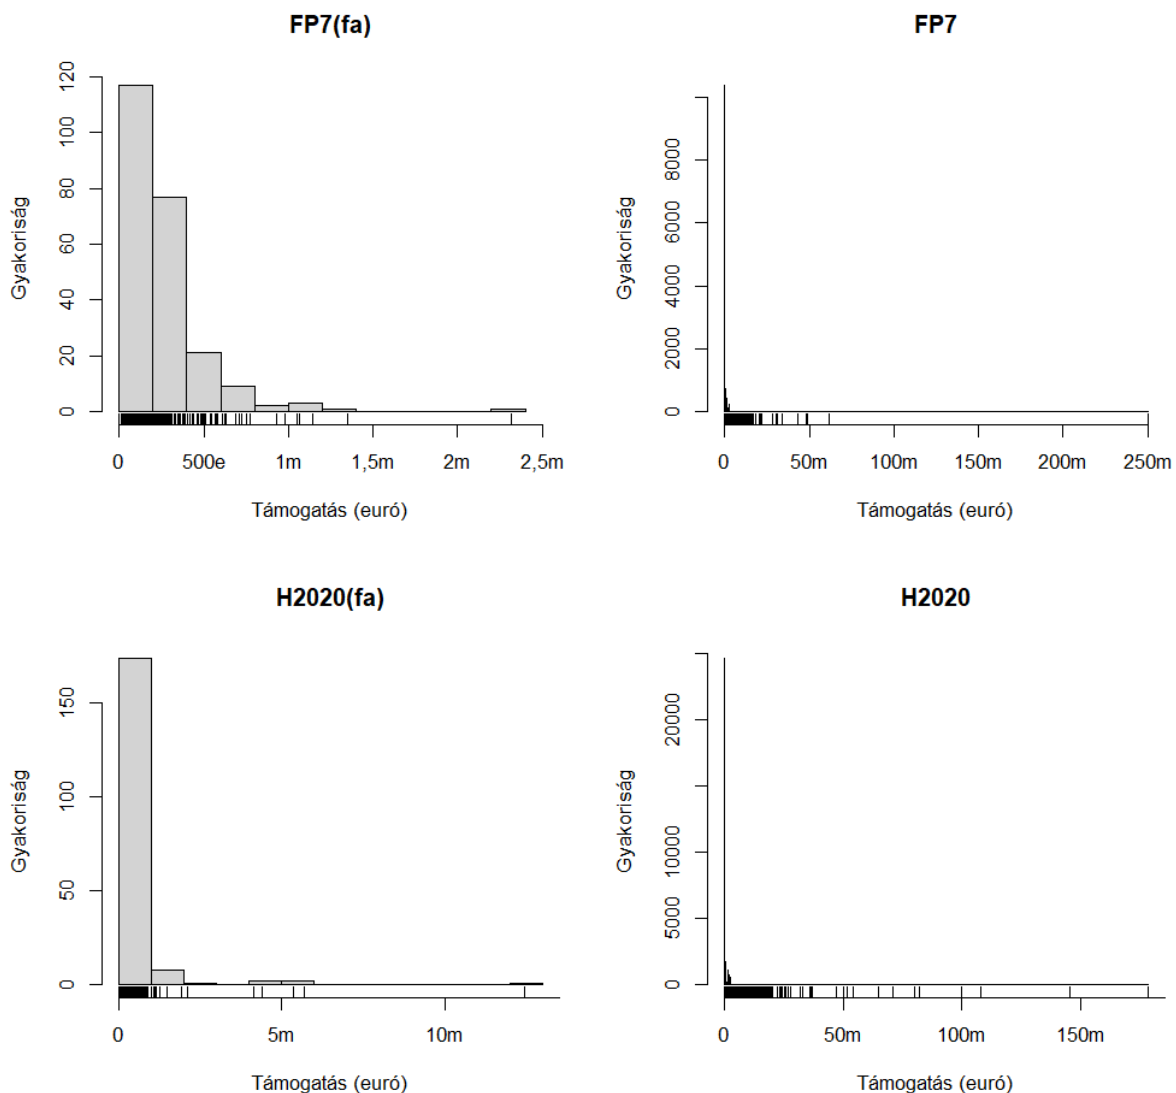 FP7(fa)
Gyakoriság
120
100
80
60
40
20
0
0 500e 1m 1,5m 2m 2,5m
Támogatás (euró)
FP7
Gyakoriság
8000
6000
4000
2000
0
0 50m 100m 150m 200m 250m
Támogatás (euró)
H2020(fa)
Gyakoriság
150
100
50
0
0 5m 10m
Támogatás (euró)
H2020
Gyakoriság
20000
10000
5000
0
0 50m 100m 150m
Támogatás (euró)